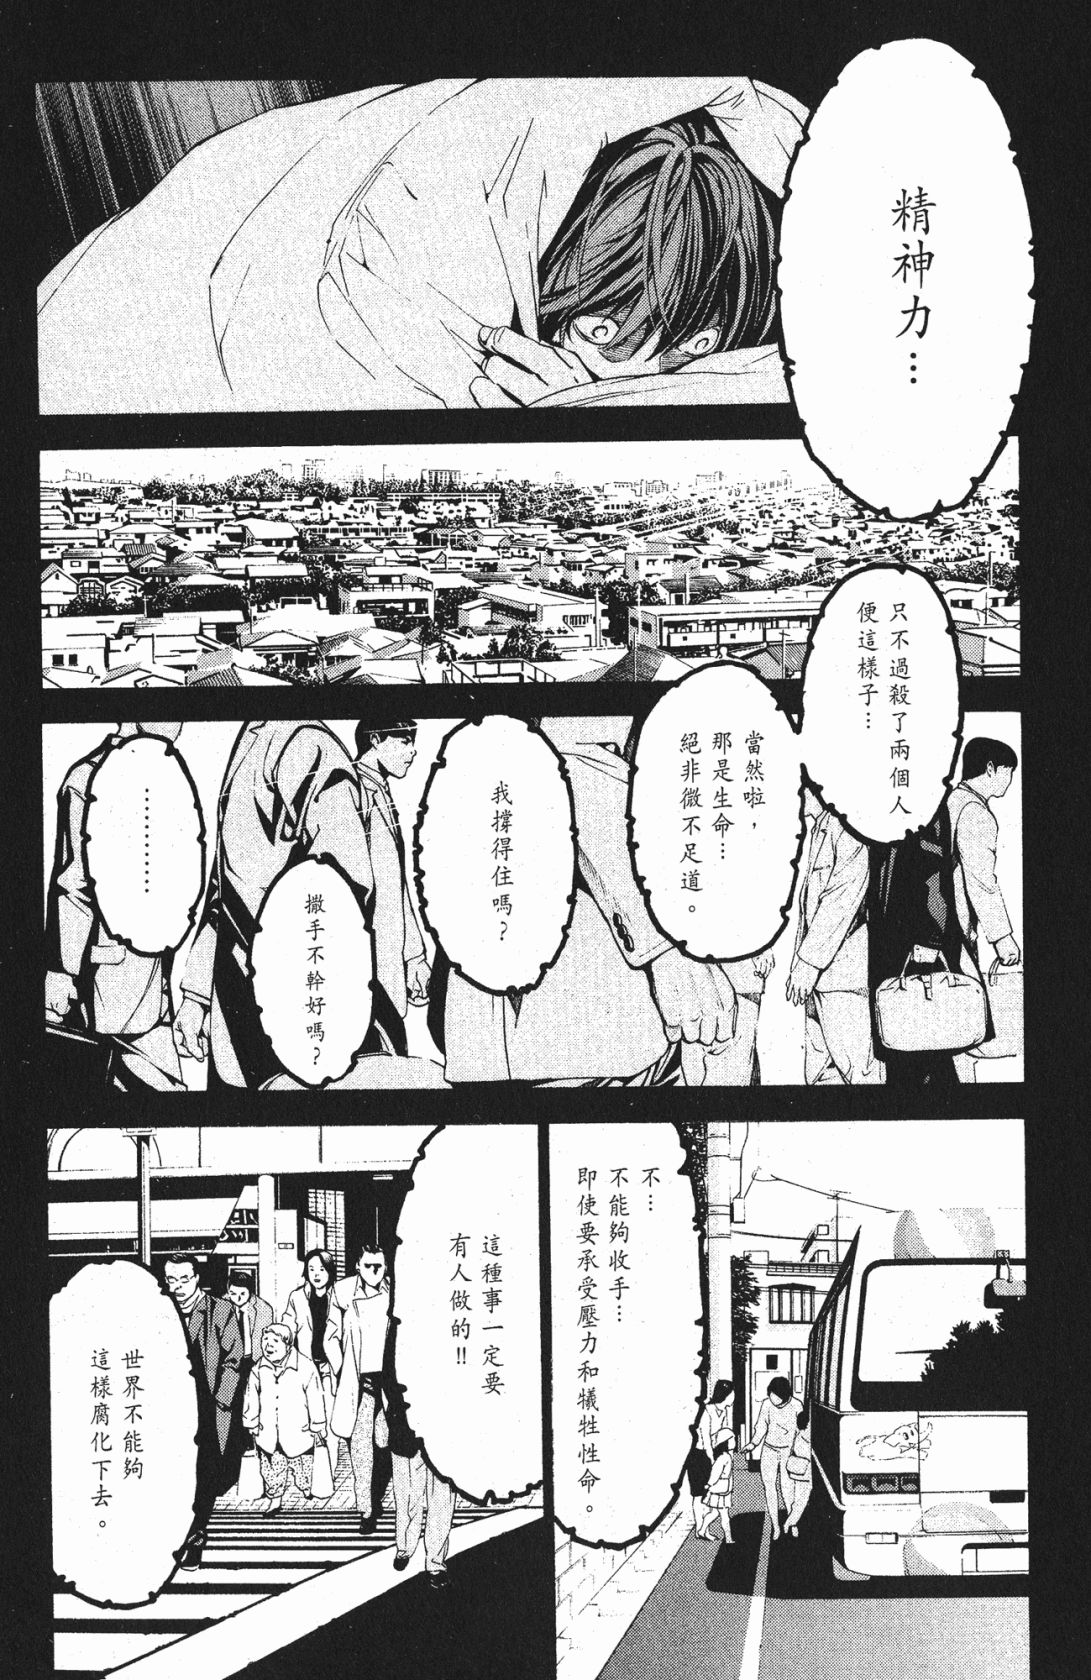 精神力…
只不過殺了兩個人
便這樣子…
當然啦，
那是生命…
絕非微不足道。
我撐得住嗎？
撒手不幹好嗎？
…………
不…
不能夠收手…
即使要承受壓力和犧牲性命。
這種事一定要
有人做的!!
世界不能夠
這樣腐化下去。